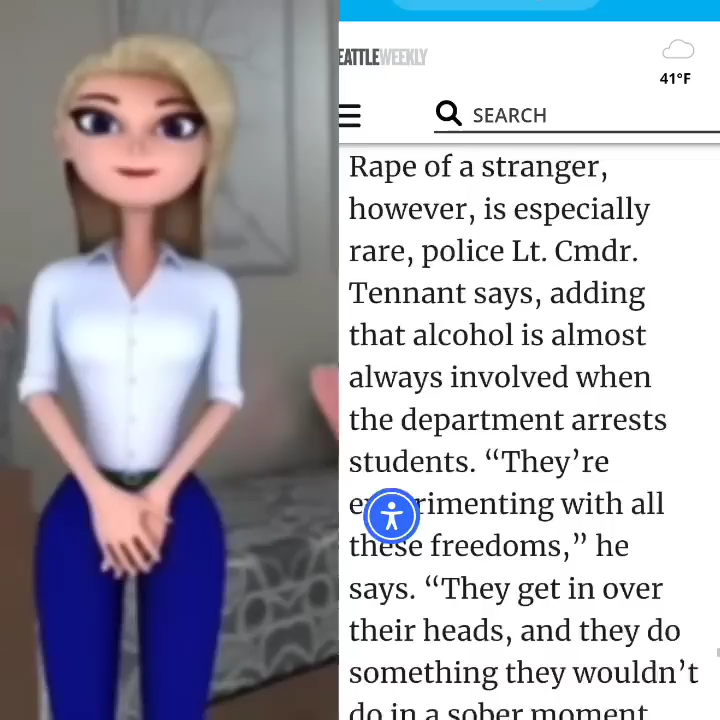 EATTLEWEEKLY
41°F
SEARCH
Rape of a stranger,
however, is especially
rare, police Lt. Cmdr.
Tennant says, adding
that alcohol is almost
always involved when
the department arrests
students. “They’re
with all
these freedoms,” he
says. “They get in over
their heads, and they do
something they wouldn’t
do in a sober moment